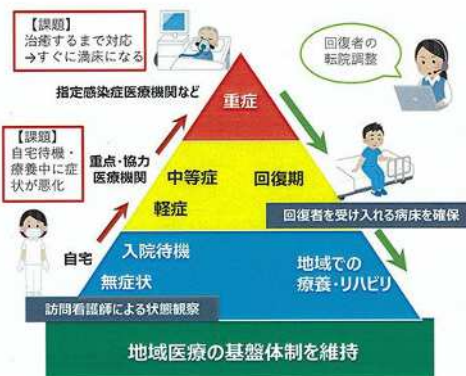 【課題】
治癒するまで対応
→すぐに満床になる
回復者の
転院調整
指定感染症医療機関など
重症
【課題】
自宅待機・
療養中に症
状が悪化
重点・協力
医療機関
中等症
回復期
軽症
回復者を受け入れる病床を確保
自宅
入院待機
無症状
地域での
療養・リハビリ
訪問看護師による状態観察
地域医療の基盤体制を維持